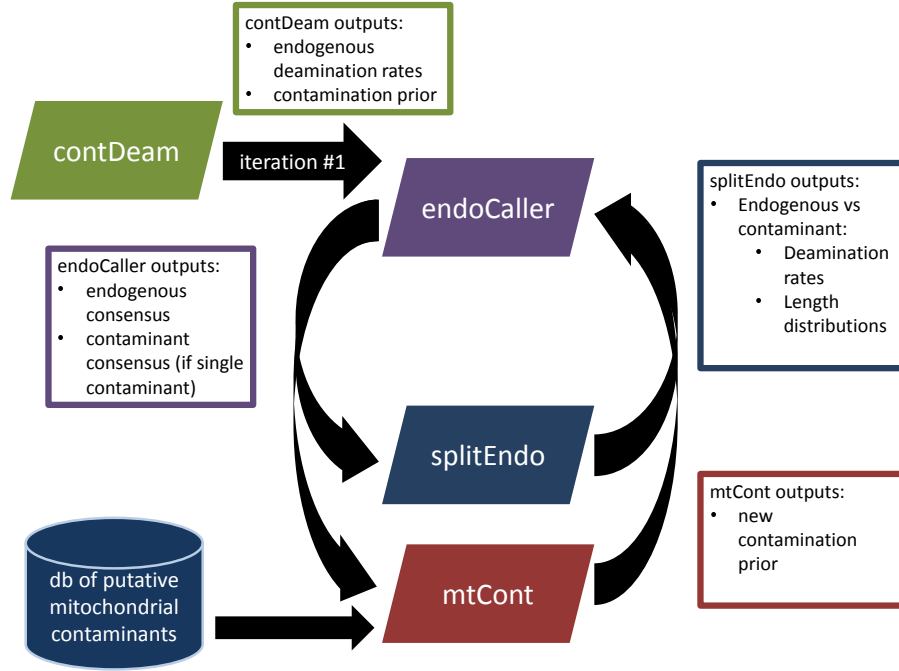 contDeam outputs:
• endogenous
deamination rates
• contamination prior
contDeam
iteration #1
endoCaller
splitEndo outputs:
• Endogenous vs
contaminant:
• Deamination
rates
• Length
distributions
endoCaller outputs:
• endogenous
consensus
• contaminant
consensus (if single
contaminant)
splitEndo
mtCont outputs:
• new
contamination
prior
db of putative
mitochondrial
contaminants
mtCont